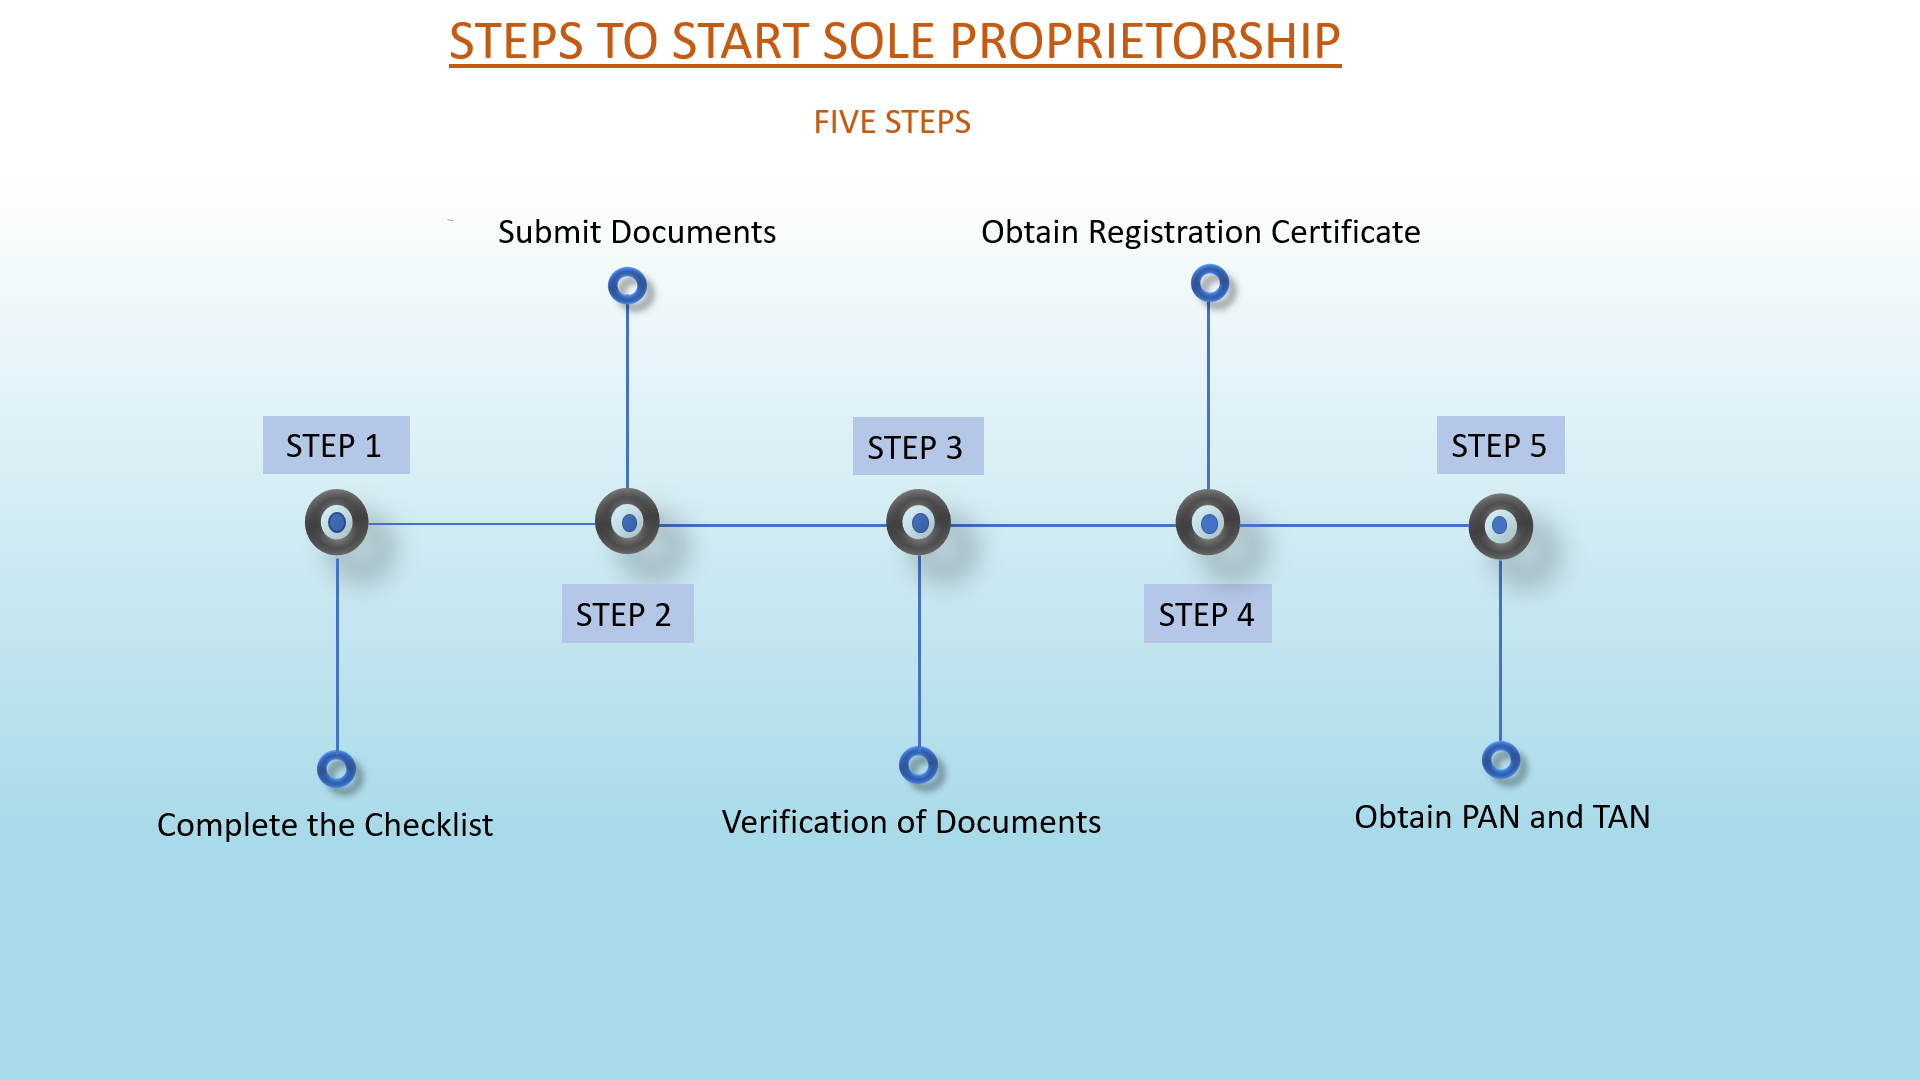 STEPS TO START SOLE PROPRIETORSHIP
FIVE STEPS
Submit Documents
Obtain Registration Certificate
STEP 1
STEP 3
STEP 5
STEP 2
STEP 4
Complete the Checklist
Verification of Documents
Obtain PAN and TAN